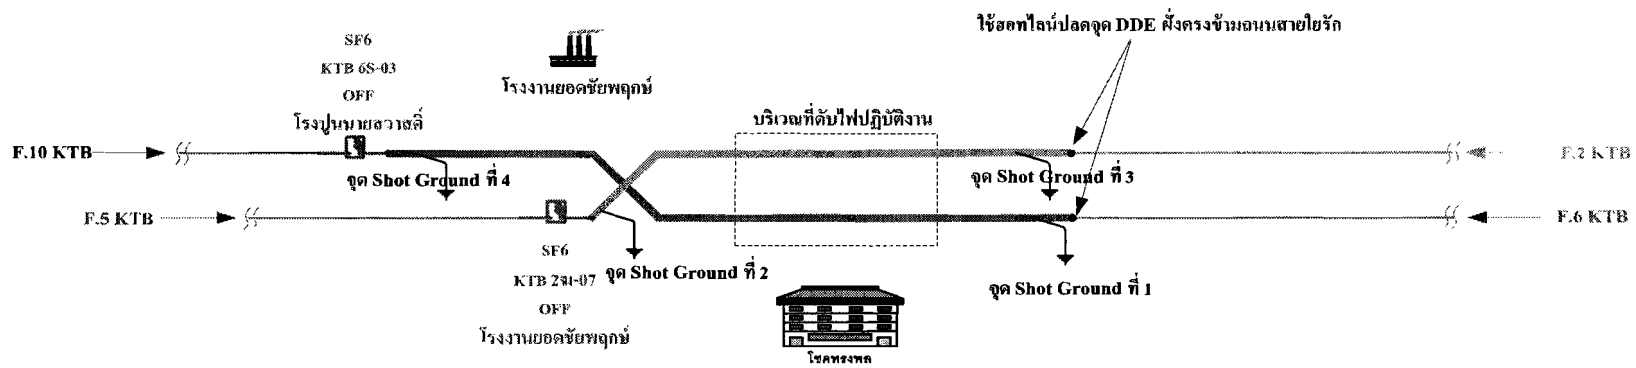 ใช้ฮอทไลน์ปลดจุด DDE ฝั่งตรงข้ามถนนสายใยรัก
SF6
KTB 6S-03
OFF
โรงปูนนายสวาสดิ์
โรงงานยอดชัยพฤกษ์
บริเวณที่ดับไฟปฏิบัติงาน
F.10 KTB
F.2 KTB
จุด Shot Ground ที่ 4
จุด Shot Ground ที่ 3
F.5 KTB
F.6 KTB
SF6
KTB 2ฆ-07
OFF
โรงงานยอดชัยพฤกษ์
จุด Shot Ground ที่ 2
จุด Shot Ground ที่ 1
โชคทรงพล